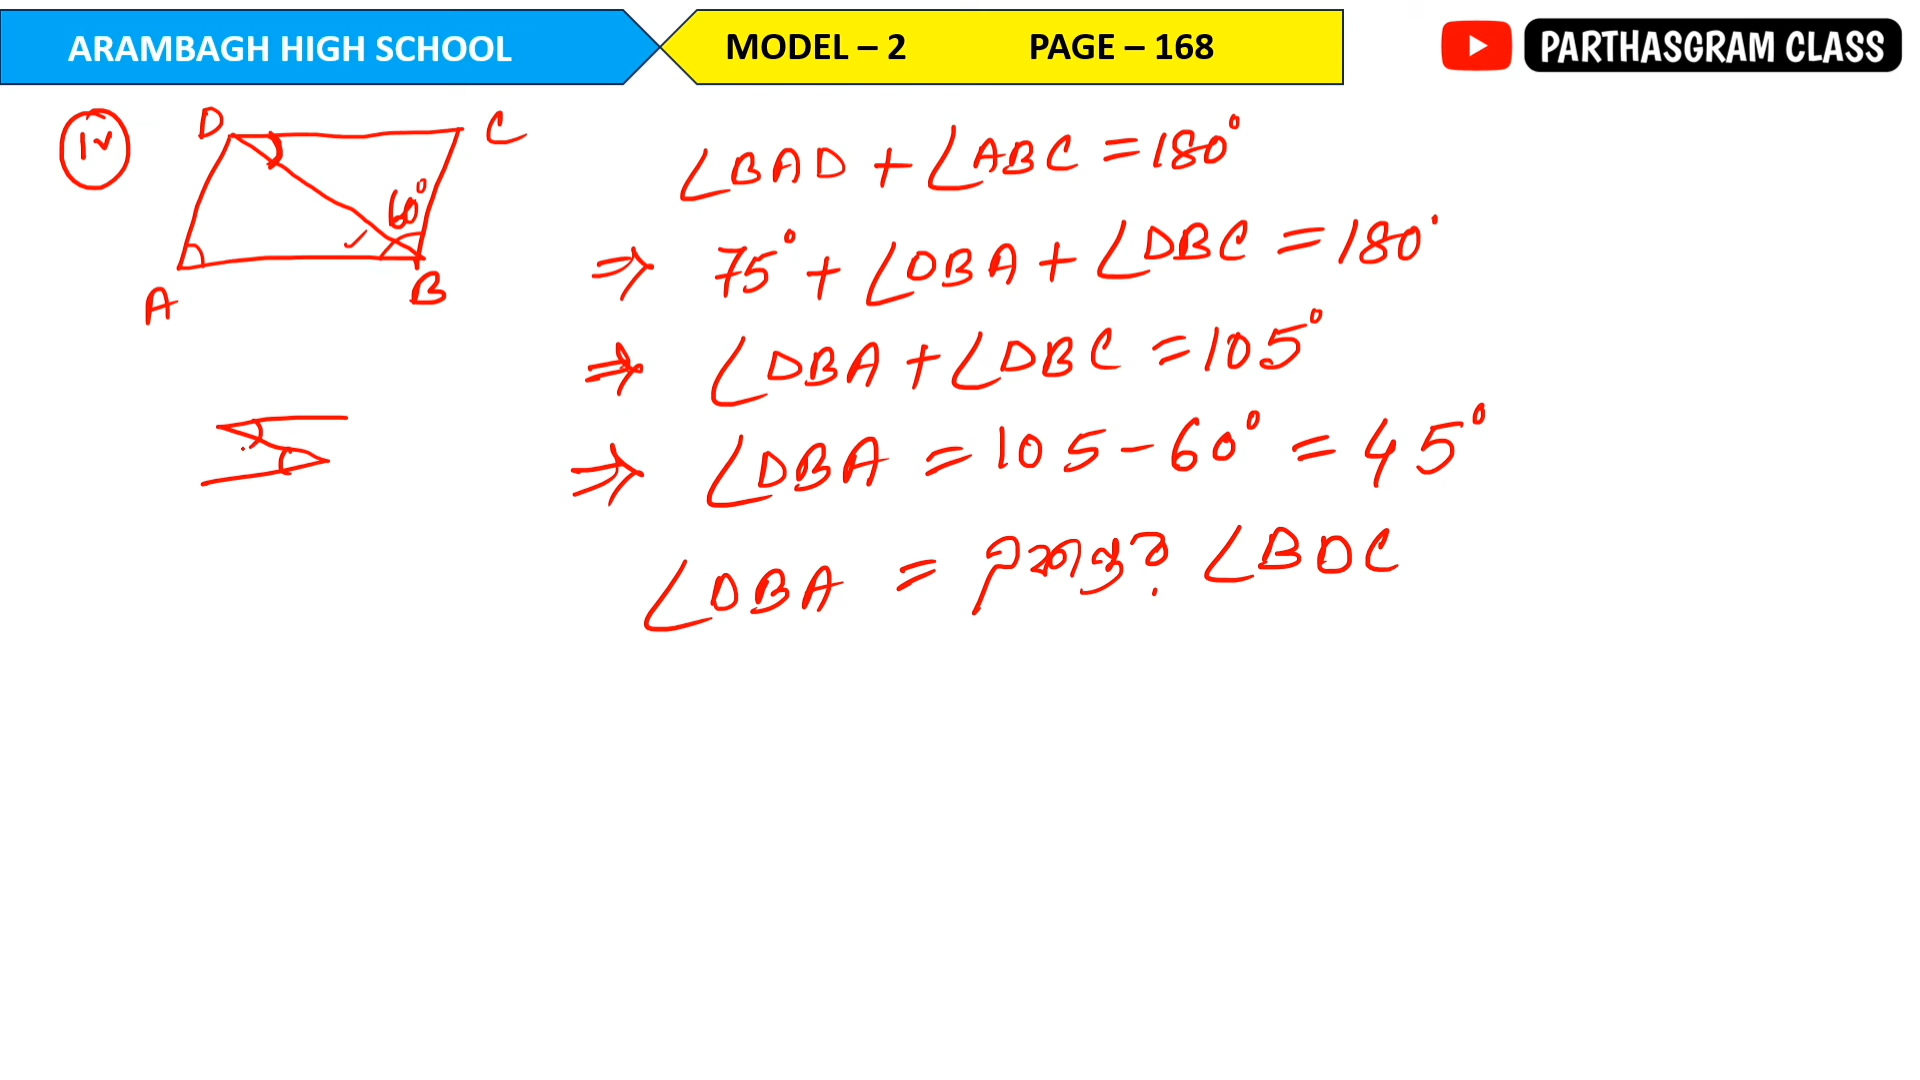 ARAMBAGH HIGH SCHOOL
MODEL – 2 PAGE – 168
PARTHASGRAM CLASS
iv
D C
60°
A B
∠BAD + ∠ABC = 180°
⇒ 75° + ∠DBA + ∠DBC = 180°
⇒ ∠DBA + ∠DBC = 105°
⇒ ∠DBA = 105 - 60° = 45°
∠DBA = ∠BDC